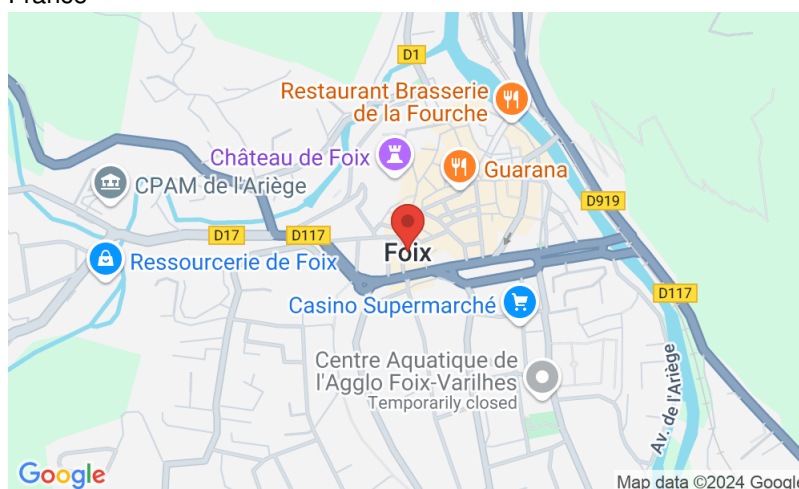 France
D1
Restaurant Brasserie
de la Fourche
Château de Foix
Guarana
CPAM de l'Ariège
D919
D17
D117
Foix
Ressourcerie de Foix
D117
Casino Supermarché
Centre Aquatique de
l'Agglo Foix-Varilhes
Temporarily closed
Av. de l'Ariège
Google
Map data ©2024 Google